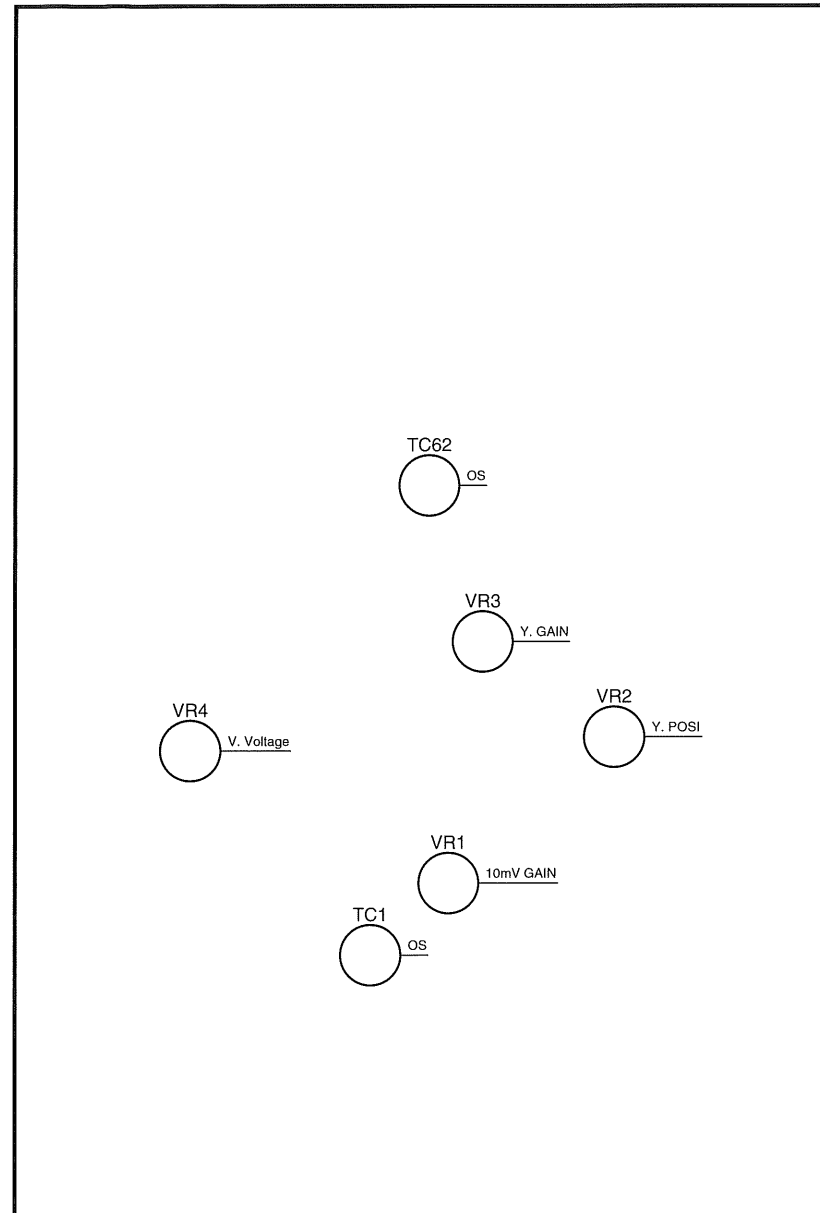 TC62
OS
VR3
Y. GAIN
VR2
Y. POSI
VR4
V. Voltage
VR1
10mV GAIN
TC1
OS